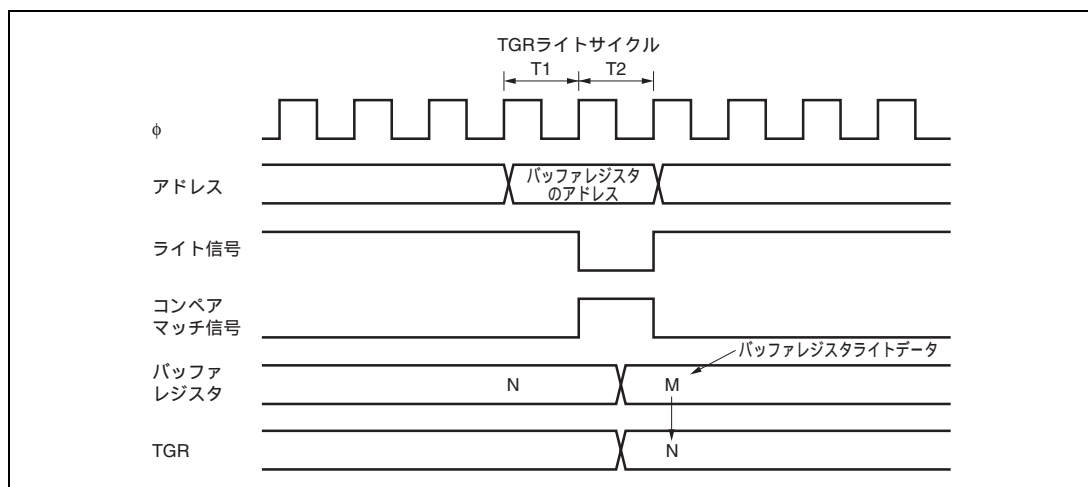 TGRライトサイクル
T1
T2
φ
アドレス
バッファレジスタ
のアドレス
ライト信号
コンペア
マッチ信号
バッファレジスタライトデータ
バッファ
レジスタ
N
M
TGR
N